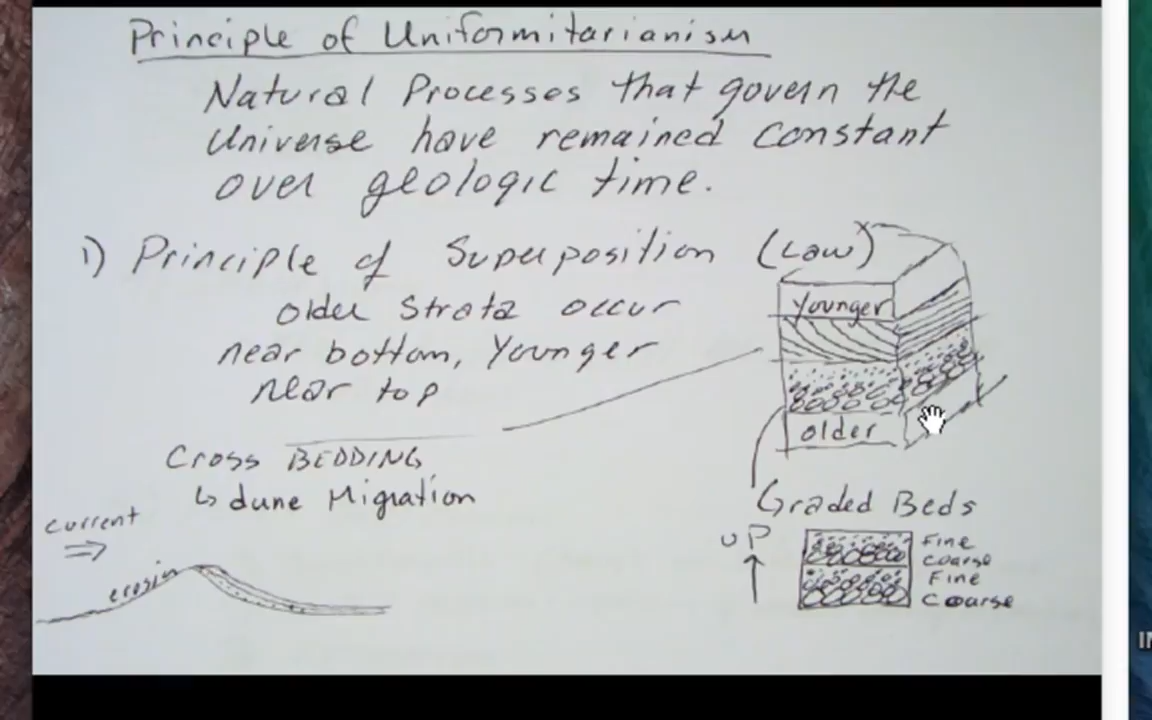 Principle of Uniformitarianism
Natural Processes that govern the
Universe have remained constant
over geologic time.
1) Principle of Superposition (Law)
older Strata occur
near bottom, Younger
near top
Younger
older
Cross BEDDING
↳ dune Migration
current
⇒
erosion
Graded Beds
UP
Fine
coarse
Fine
Coarse